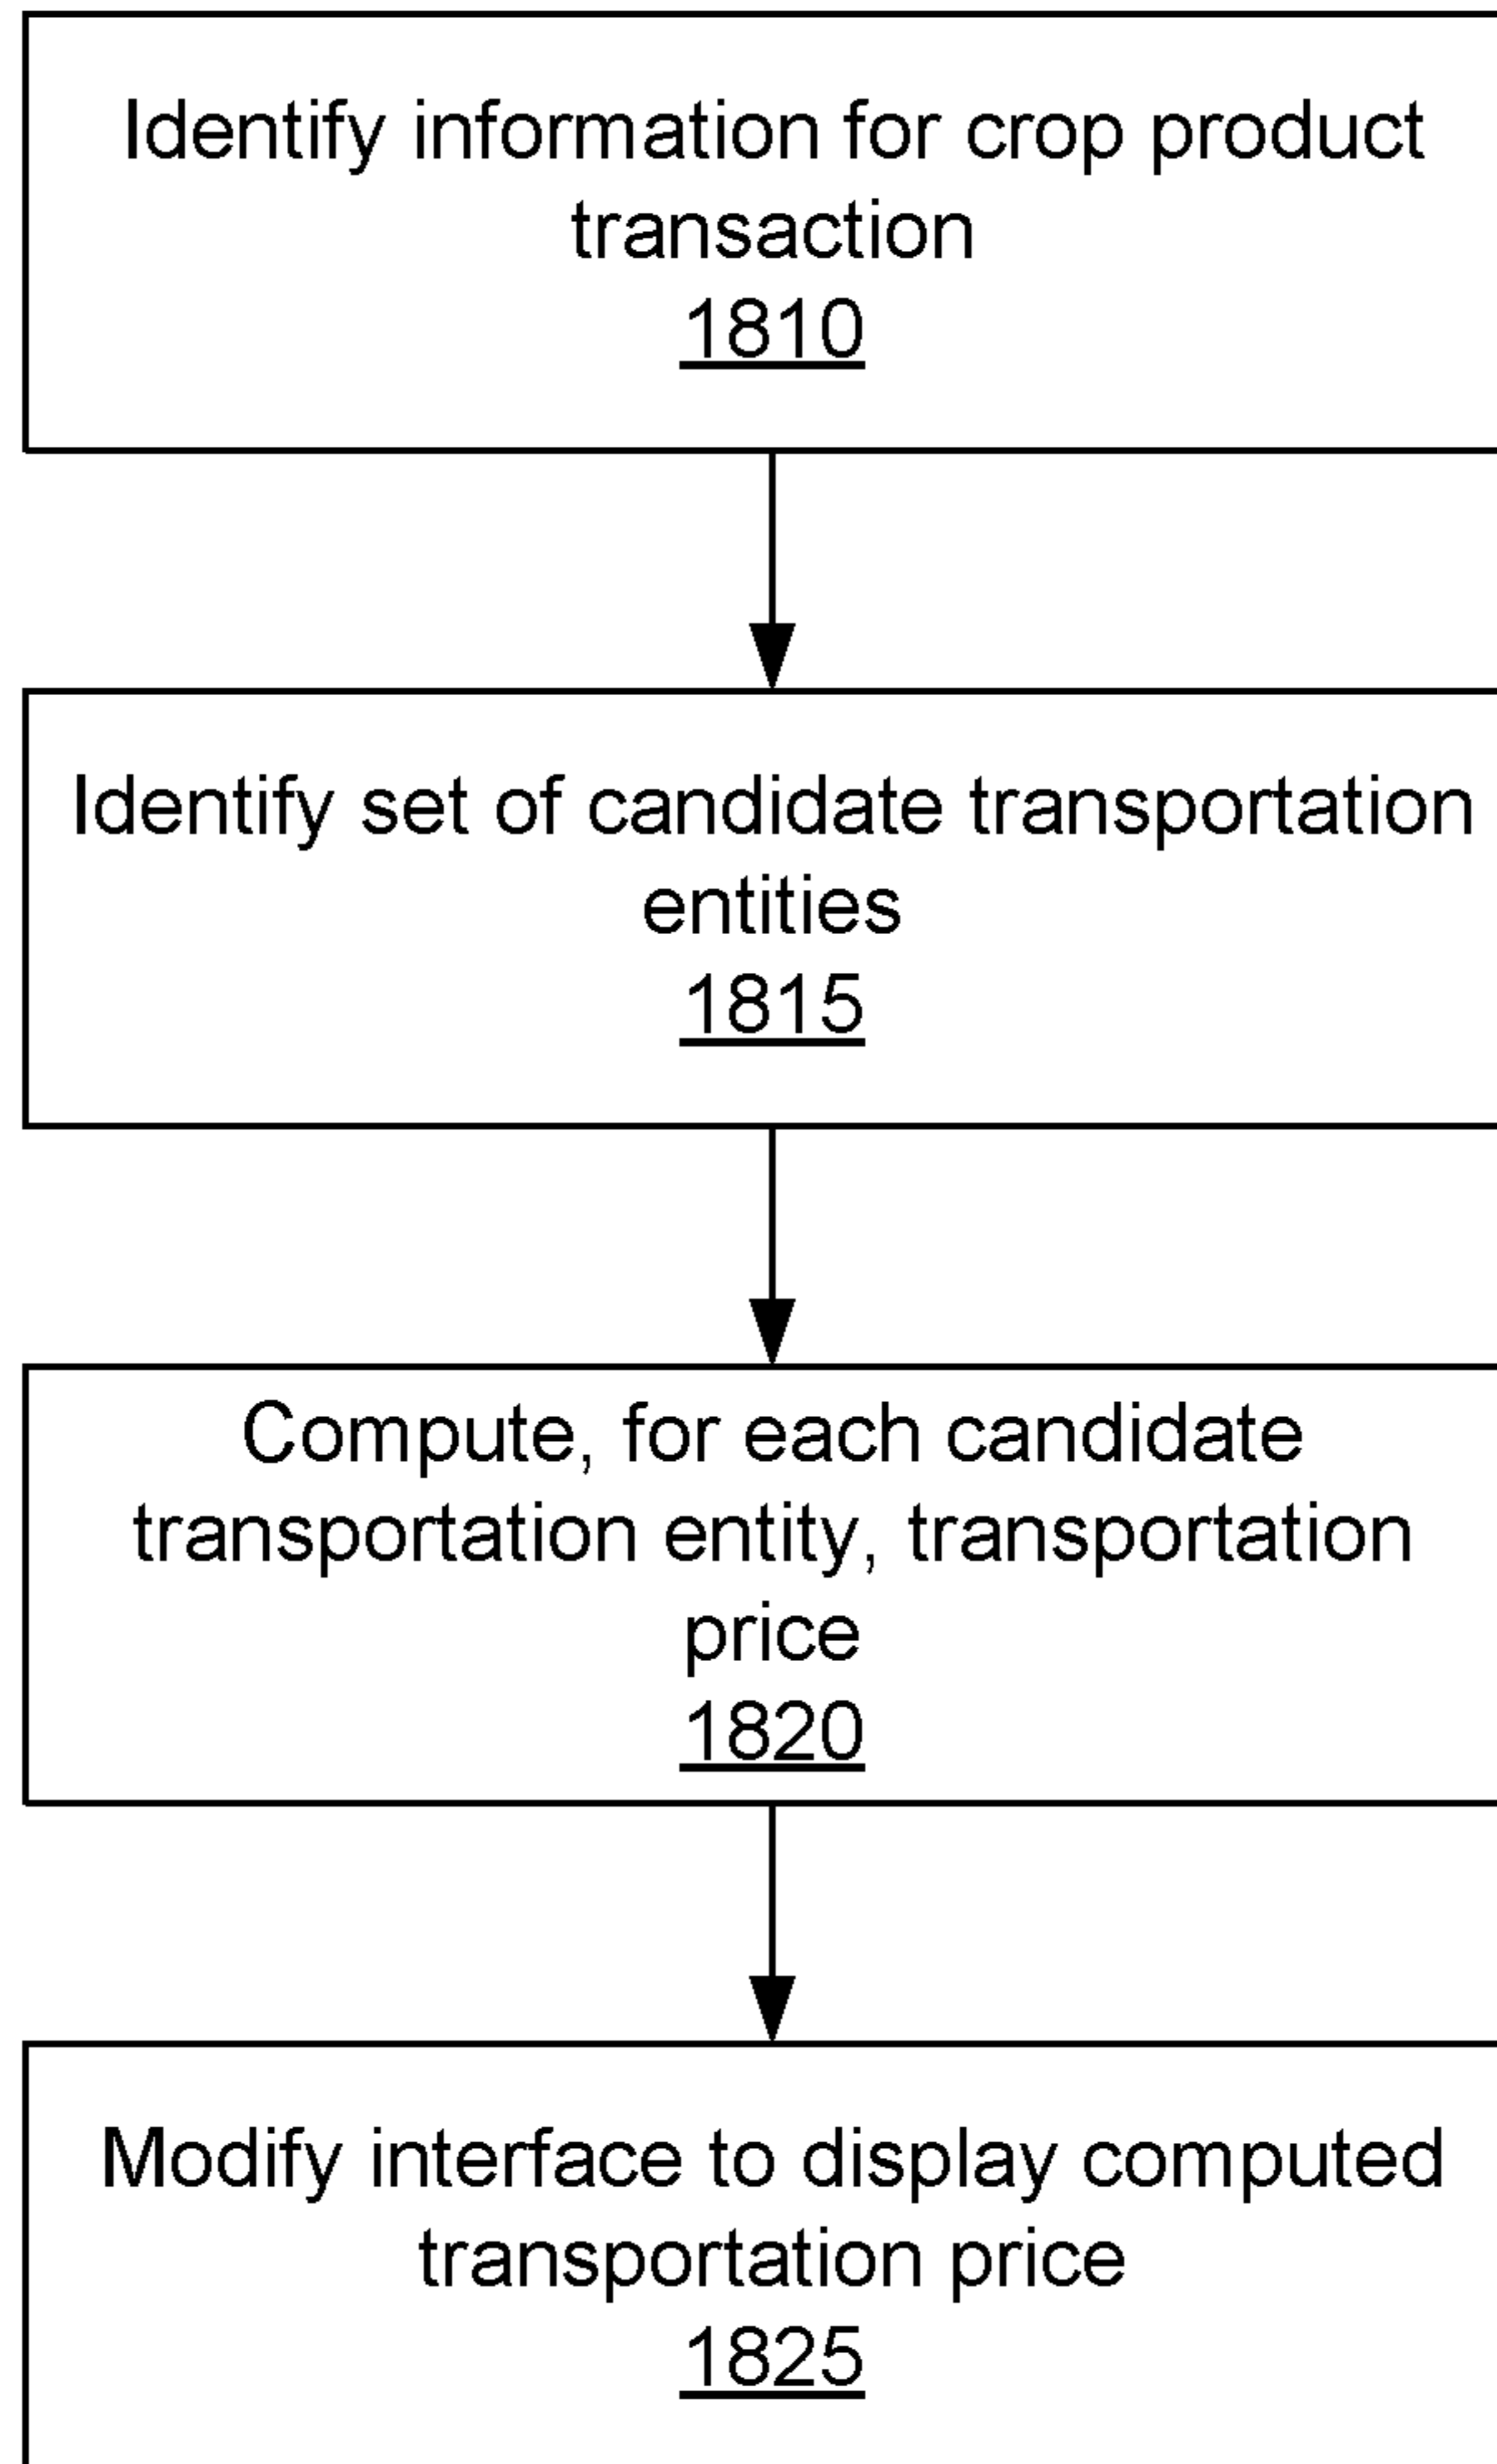 Identify information for crop product
transaction
1810
Identify set of candidate transportation
entities
1815
Compute, for each candidate
transportation entity, transportation
price
1820
Modify interface to display computed
transportation price
1825